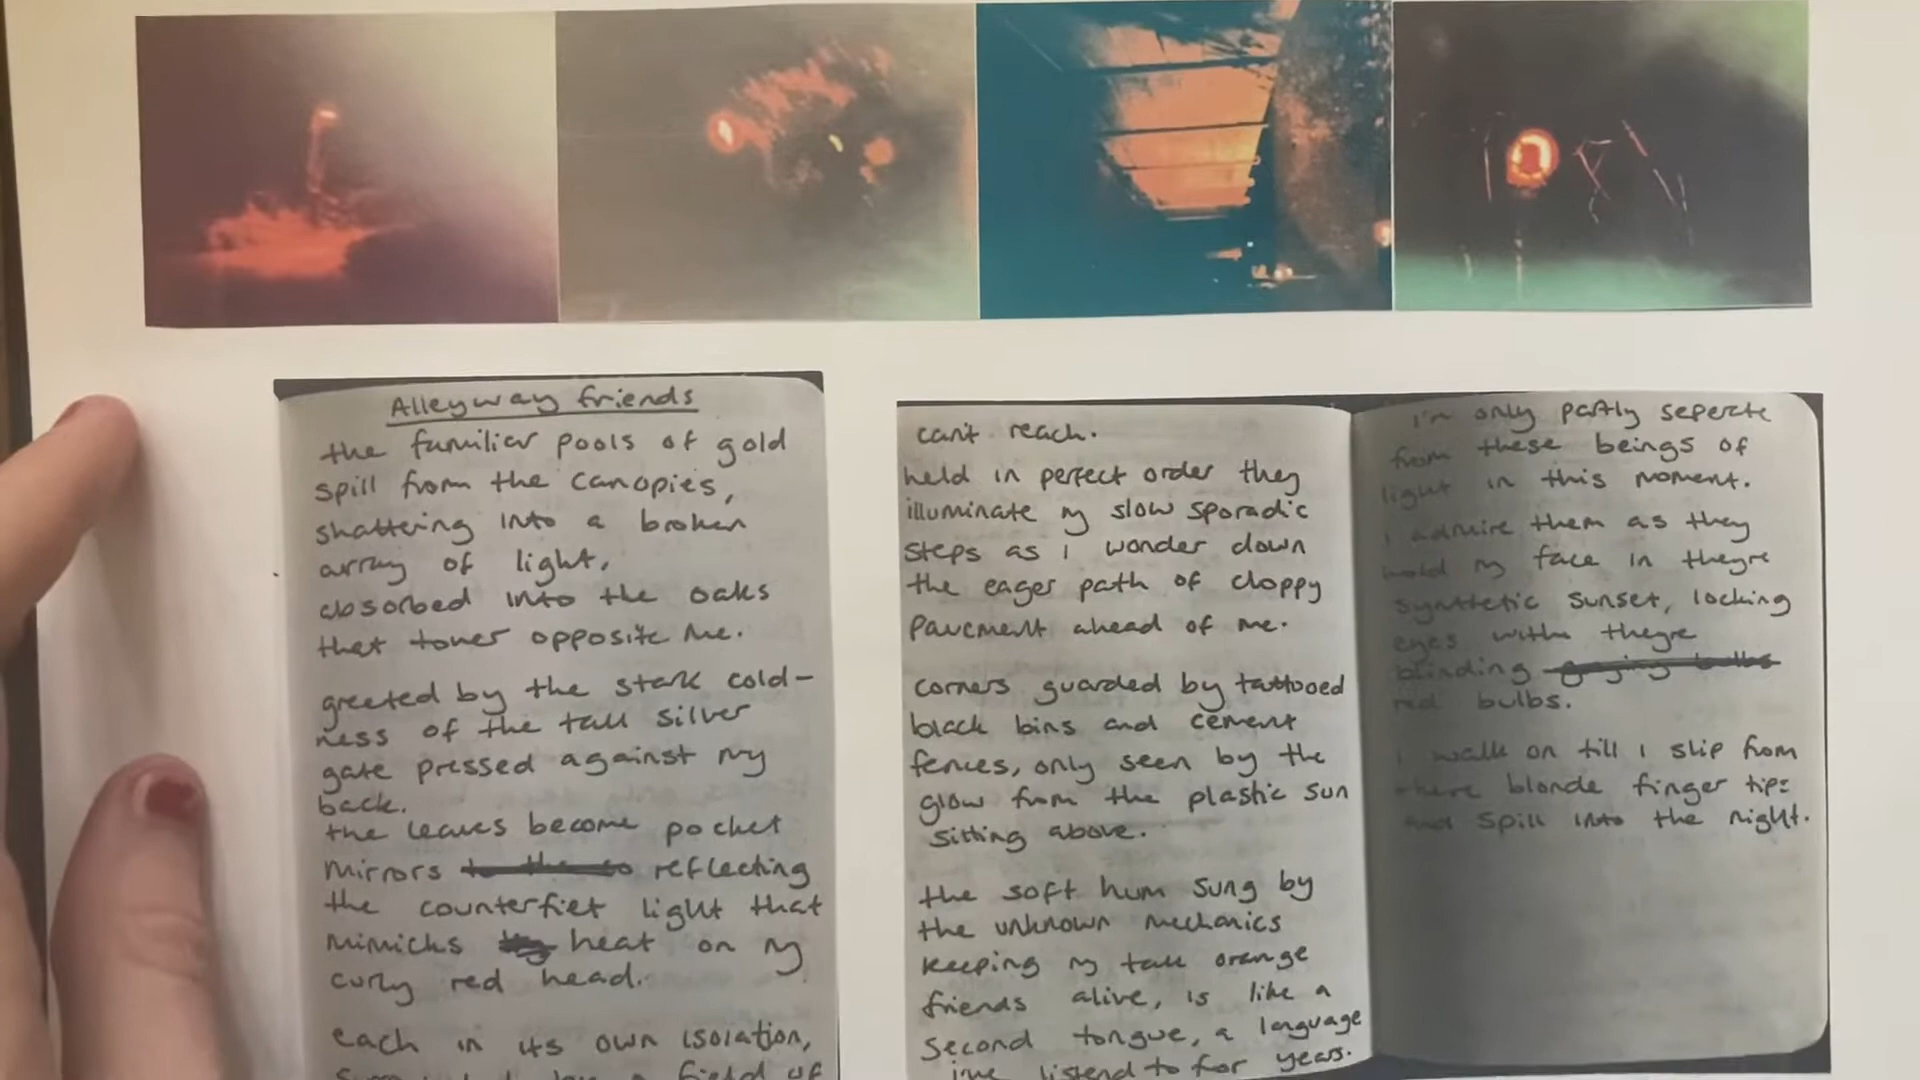 Alleyway friends
the familiar pools of gold
spill from the canopies,
shattering into a broken
array of light,
absorbed into the oaks
that tower opposite me.
greeted by the stark cold-
ness of the tall silver
gate pressed against my
back.
the leaves become pocket
mirrors reflecting
the counterfiet light that
mimicks heat on my
curly red head.
each in its own isolation,
field of
can't reach.
held in perfect order they
illuminate my slow sporadic
steps as i wonder down
the eager path of cloppy
pavement ahead of me.
corners guarded by tattooed
black bins and cement
fences, only seen by the
glow from the plastic sun
sitting above.
the soft hum sung by
the unknown mechanics
keeping my tall orange
friends alive, is like a
second tongue, a language
ive listend to for years.
i'm only partly seperate
from these beings of
light in this moment.
i admire them as they
hold my face in theyre
synthetic sunset, locking
eyes with theyre
blinding
red bulbs.
i walk on till i slip from
there blonde finger tips
and spill into the night.